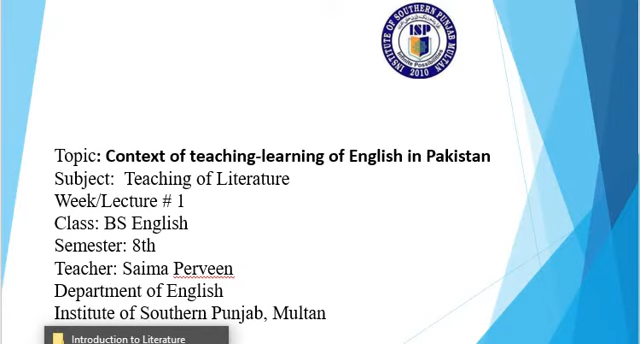 INSTITUTE OF SOUTHERN PUNJAB MULTAN
ISP
Infinite Possibilities
2010
Topic: Context of teaching-learning of English in Pakistan
Subject:  Teaching of Literature
Week/Lecture # 1
Class: BS English
Semester: 8th
Teacher: Saima Perveen
Department of English
Institute of Southern Punjab, Multan
Introduction to Literature